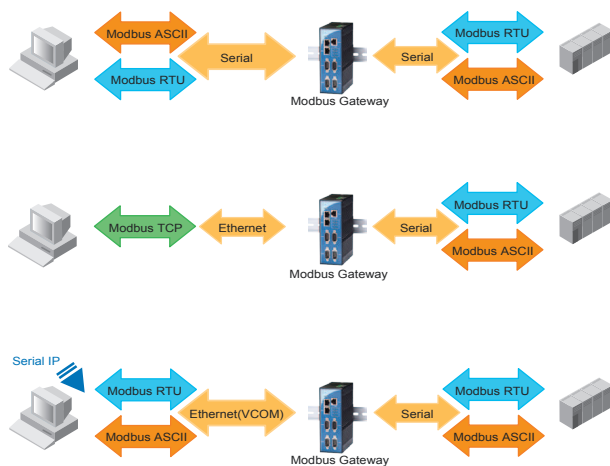 Modbus ASCII
Modbus RTU
Serial
Modbus Gateway
Serial
Modbus RTU
Modbus ASCII
Modbus TCP
Ethernet
Modbus Gateway
Serial
Modbus RTU
Modbus ASCII
Serial IP
Modbus RTU
Modbus ASCII
Ethernet(VCOM)
Modbus Gateway
Serial
Modbus RTU
Modbus ASCII